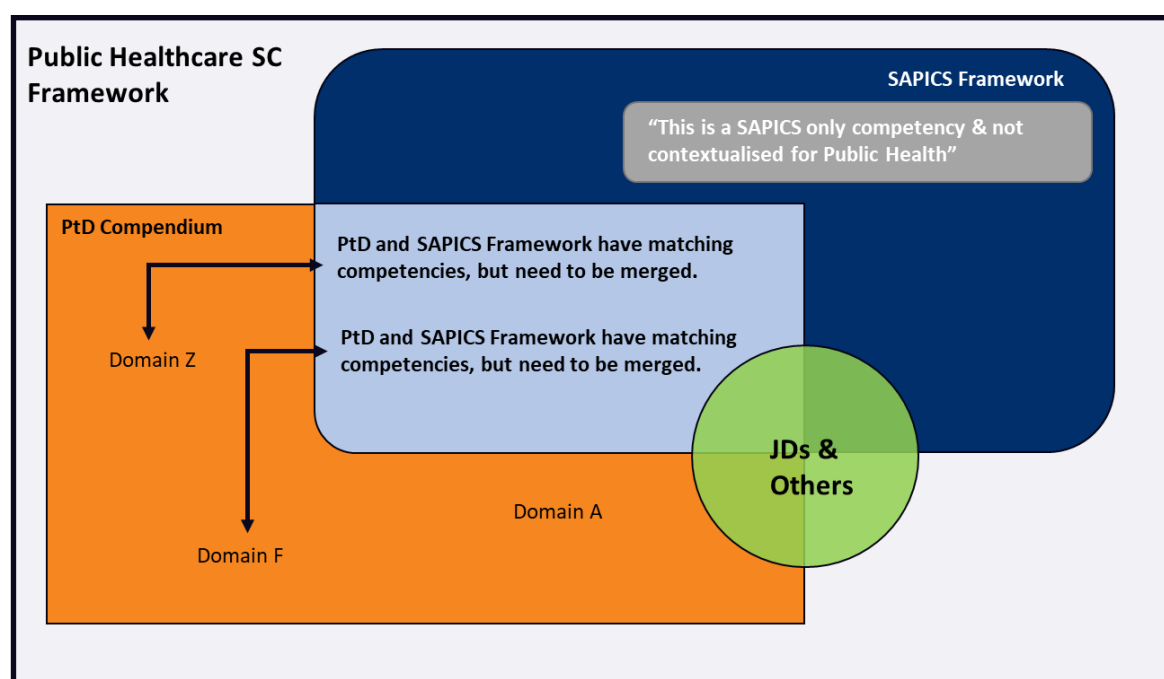 Public Healthcare SC
Framework
SAPICS Framework
“This is a SAPICS only competency & not
contextualised for Public Health”
PtD Compendium
PtD and SAPICS Framework have matching
competencies, but need to be merged.
PtD and SAPICS Framework have matching
competencies, but need to be merged.
Domain Z
JDs &
Others
Domain A
Domain F